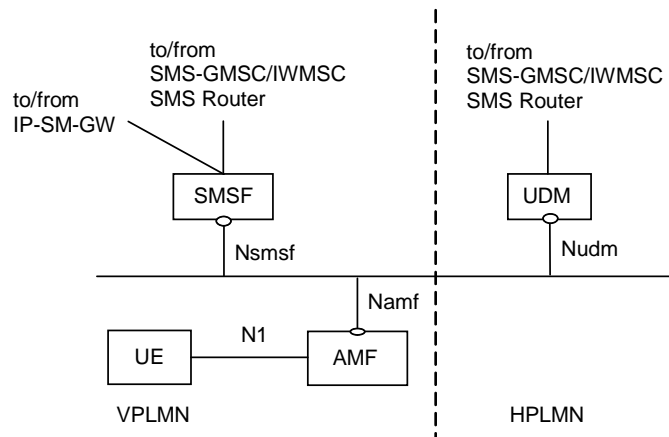 to/from
SMS-GMSC/IWMSC
SMS Router
to/from
IP-SM-GW
to/from
SMS-GMSC/IWMSC
SMS Router
SMSF
UDM
Nsmsf
Nudm
Namf
N1
UE
AMF
VPLMN
HPLMN